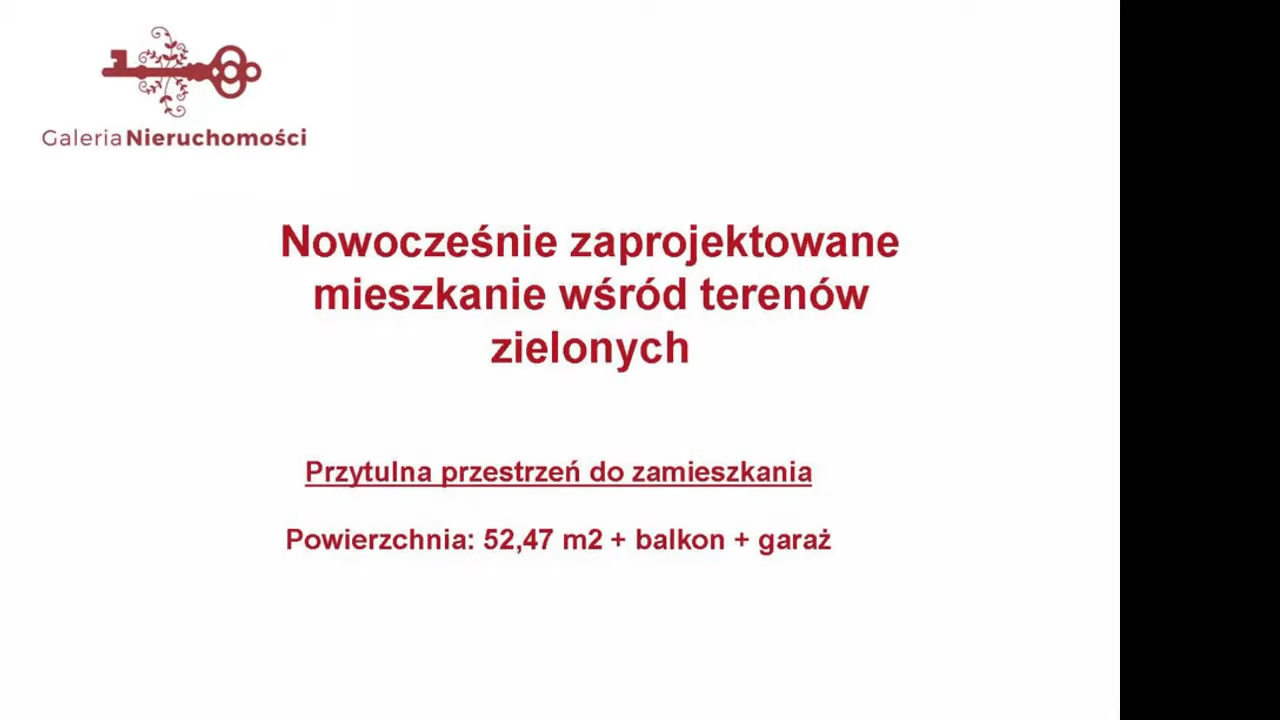 Galeria Nieruchomości
Nowocześnie zaprojektowane
mieszkanie wśród terenów
zielonych
Przytulna przestrzeń do zamieszkania
Powierzchnia: 52,47 m2 + balkon + garaż